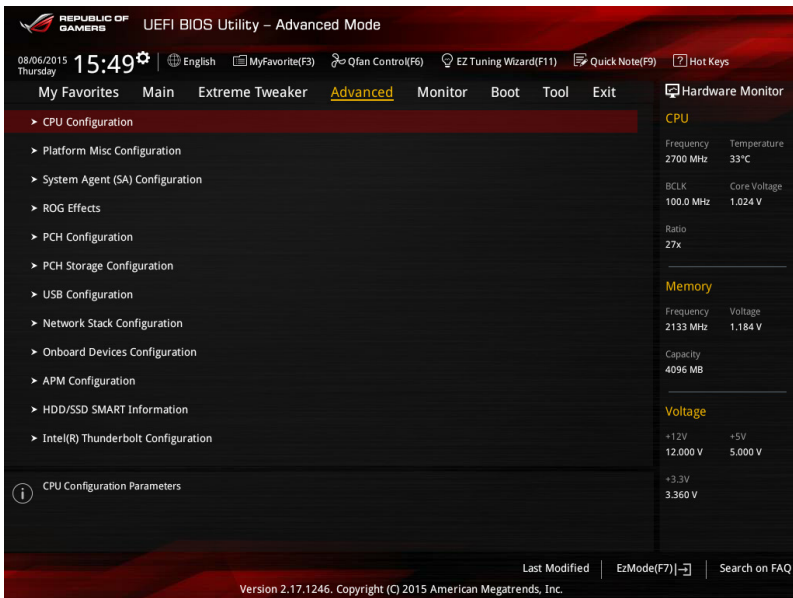 REPUBLIC OF
GAMERS
UEFI BIOS Utility – Advanced Mode
08/06/2015
Thursday
15:49
English
MyFavorite(F3)
Qfan Control(F6)
EZ Tuning Wizard(F11)
Quick Note(F9)
? Hot Keys
My Favorites Main Extreme Tweaker Advanced Monitor Boot Tool Exit
Hardware Monitor
> CPU Configuration
> Platform Misc Configuration
> System Agent (SA) Configuration
> ROG Effects
> PCH Configuration
> PCH Storage Configuration
> USB Configuration
> Network Stack Configuration
> Onboard Devices Configuration
> APM Configuration
> HDD/SSD SMART Information
> Intel(R) Thunderbolt Configuration
CPU
Frequency Temperature
2700 MHz 33°C
BCLK Core Voltage
100.0 MHz 1.024 V
Ratio
27x
Memory
Frequency Voltage
2133 MHz 1.184 V
Capacity
4096 MB
Voltage
+12V +5V
12.000 V 5.000 V
+3.3V
3.360 V
i CPU Configuration Parameters
Last Modified
EzMode(F7)
Search on FAQ
Version 2.17.1246. Copyright (C) 2015 American Megatrends, Inc.